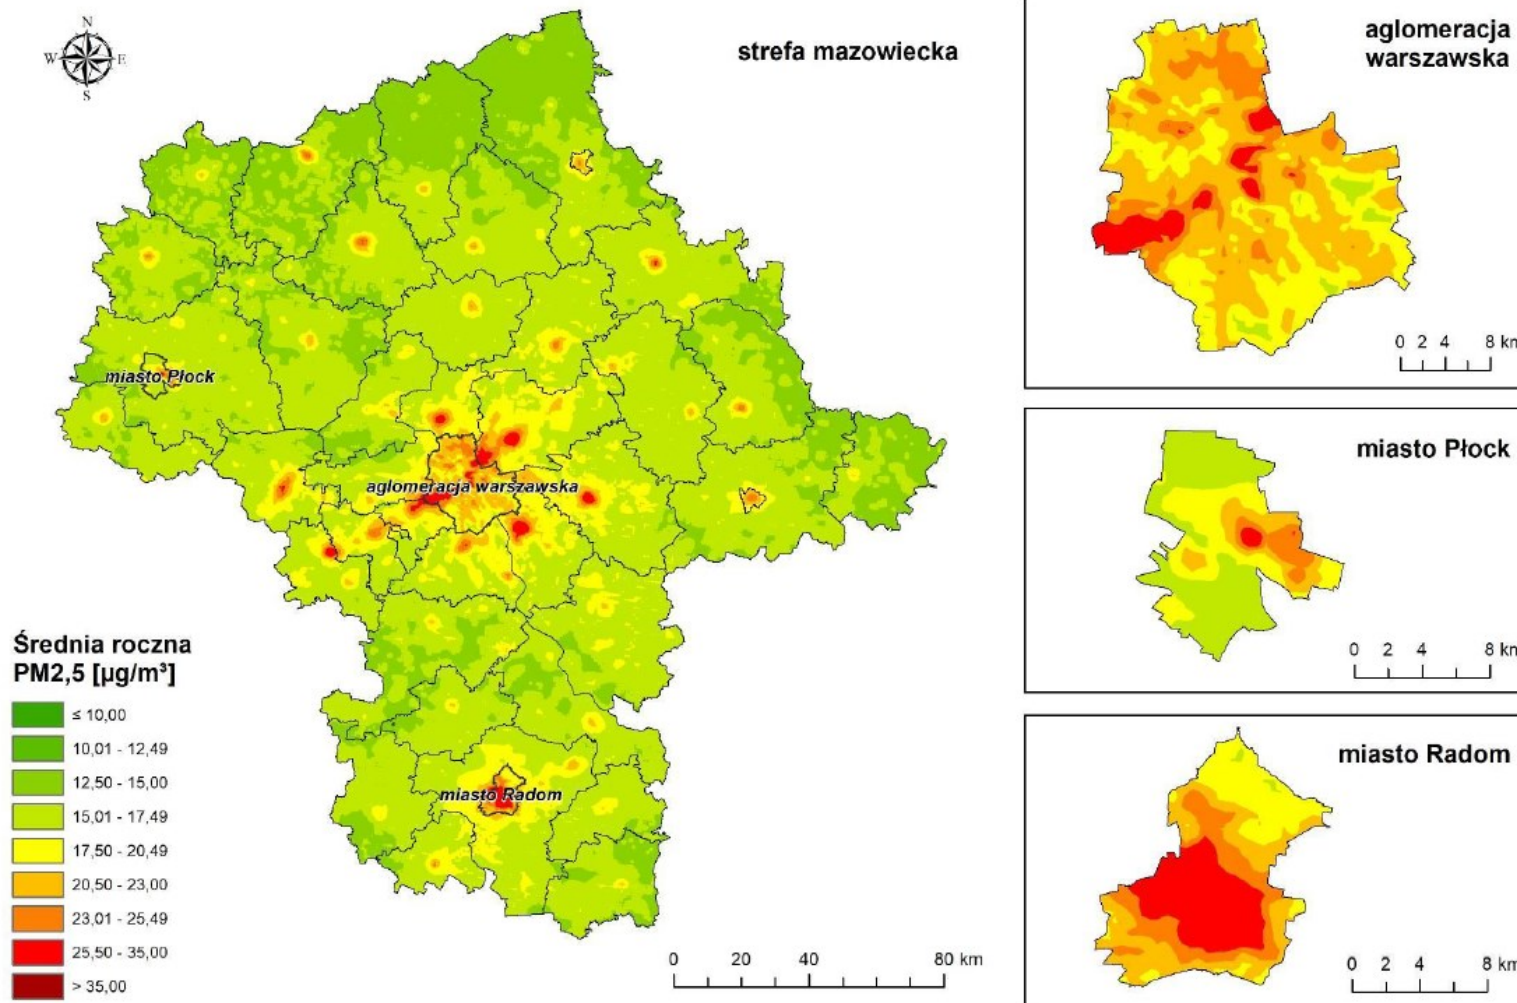 N
W E
S
strefa mazowiecka
miasto Płock
aglomeracja warszawska
miasto Radom
Średnia roczna
PM2,5 [µg/m³]
≤ 10,00
10,01 - 12,49
12,50 - 15,00
15,01 - 17,49
17,50 - 20,49
20,50 - 23,00
23,01 - 25,49
25,50 - 35,00
> 35,00
0 20 40 80 km
aglomeracja
warszawska
0 2 4 8 km
miasto Płock
0 2 4 8 km
miasto Radom
0 2 4 8 km